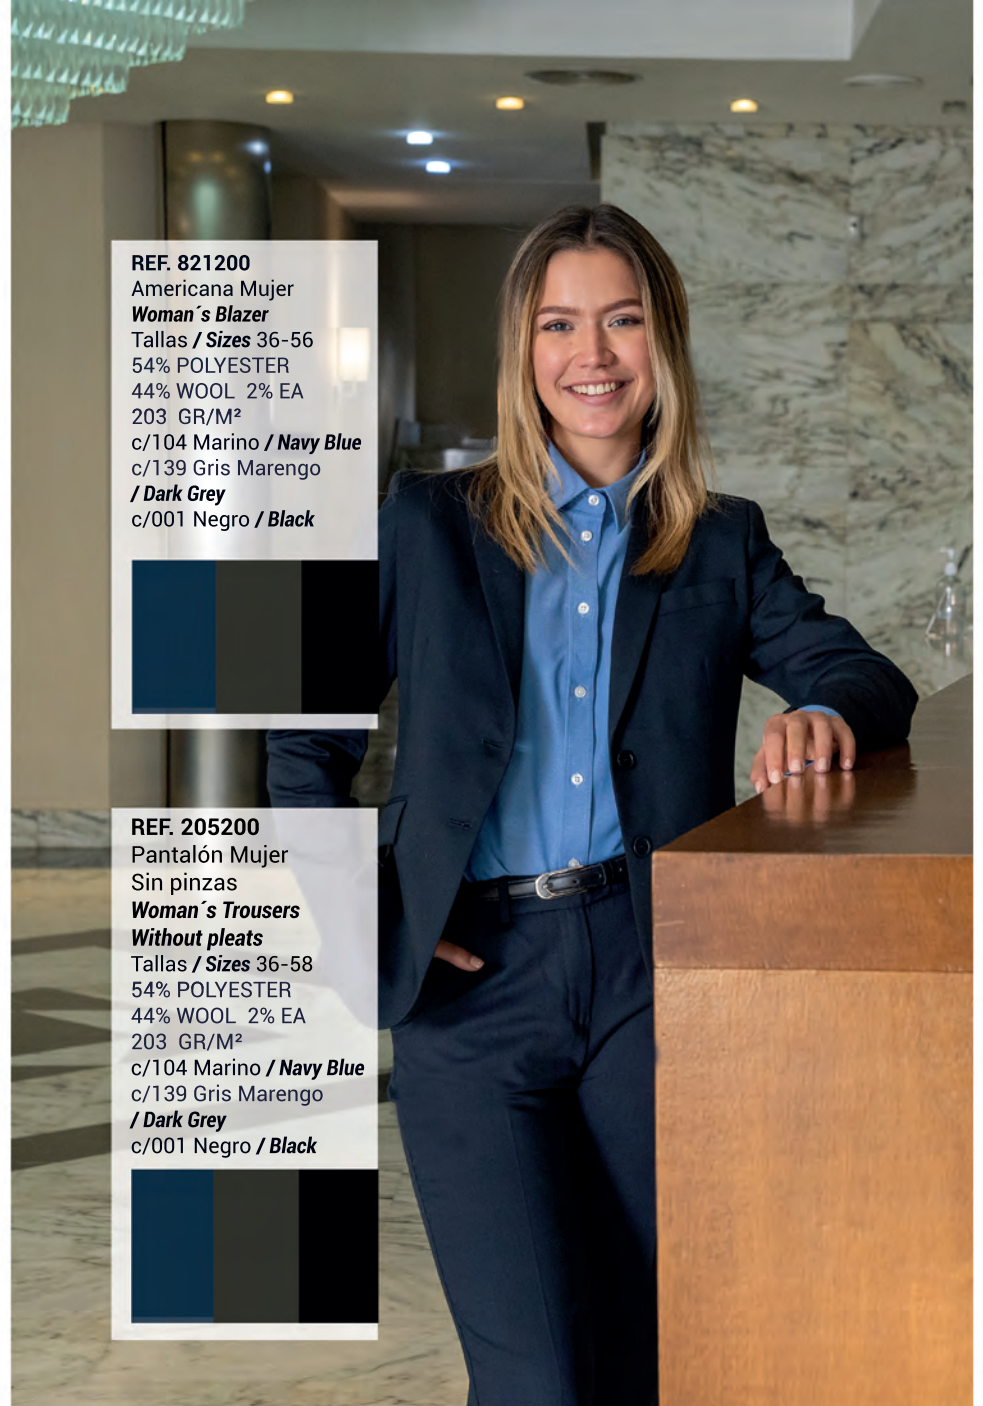 REF. 821200
Americana Mujer
Woman´s Blazer
Tallas / Sizes 36-56
54% POLYESTER
44% WOOL  2% EA
203  GR/M²
c/104 Marino / Navy Blue
c/139 Gris Marengo
/ Dark Grey
c/001 Negro / Black
REF. 205200
Pantalón Mujer
Sin pinzas
Woman´s Trousers
Without pleats
Tallas / Sizes 36-58
54% POLYESTER
44% WOOL  2% EA
203  GR/M²
c/104 Marino / Navy Blue
c/139 Gris Marengo
/ Dark Grey
c/001 Negro / Black